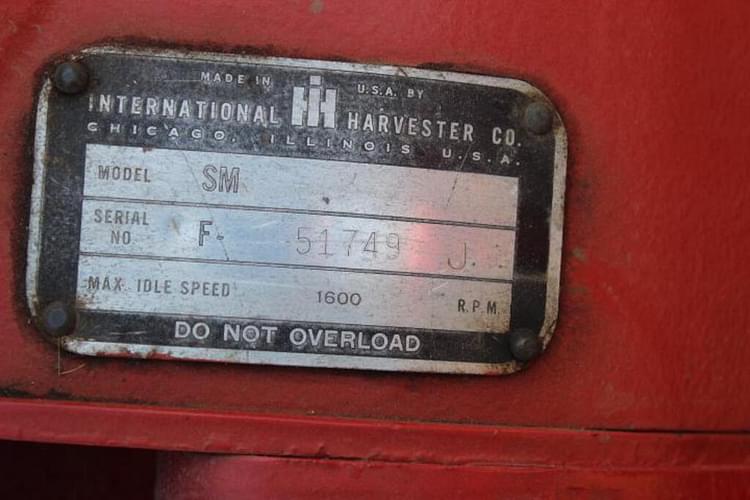 MADE IN IH U.S.A. BY
INTERNATIONAL HARVESTER CO.
CHICAGO, ILLINOIS U.S.A.
MODEL SM
SERIAL NO F- 51749 J
MAX. IDLE SPEED 1600 R.P.M.
DO NOT OVERLOAD